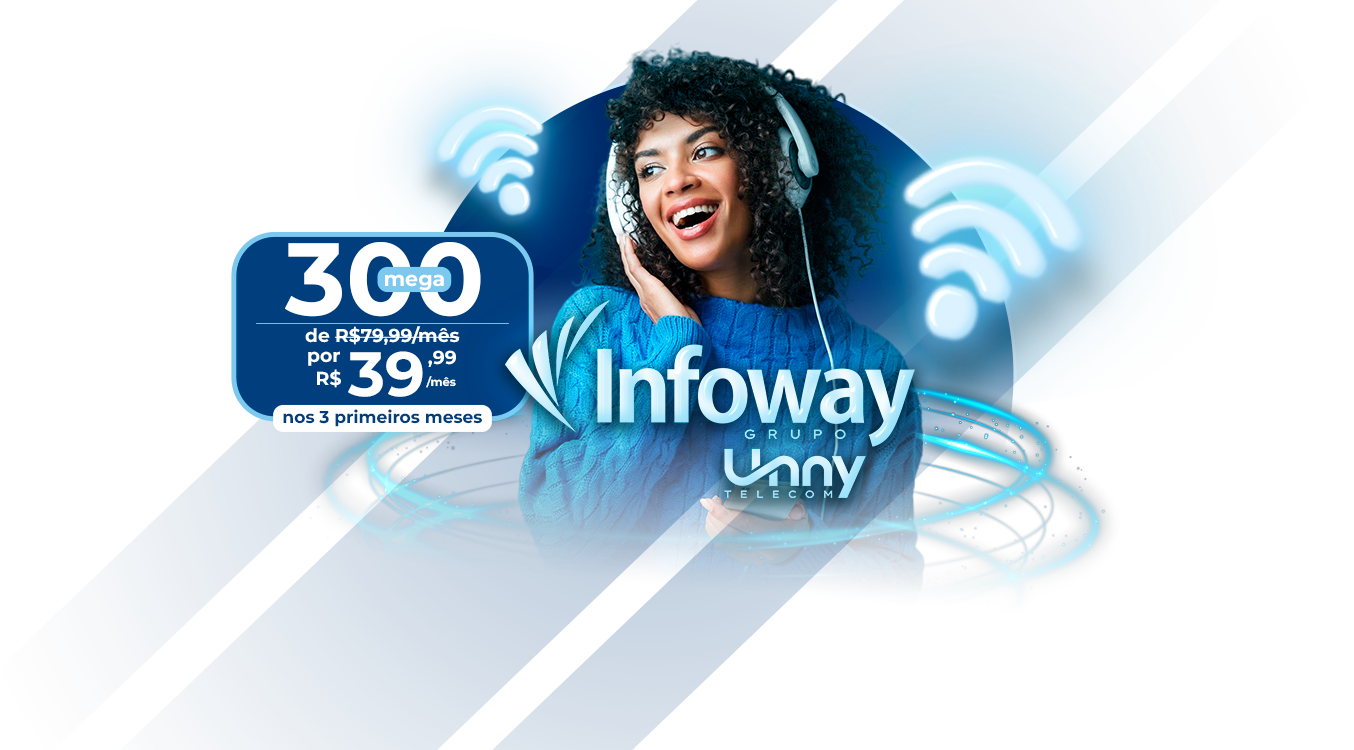 300
mega
de R$79,99/mês
por
R$ 39,99
/mês
nos 3 primeiros meses
Infoway
GRUPO
Unny
TELECOM